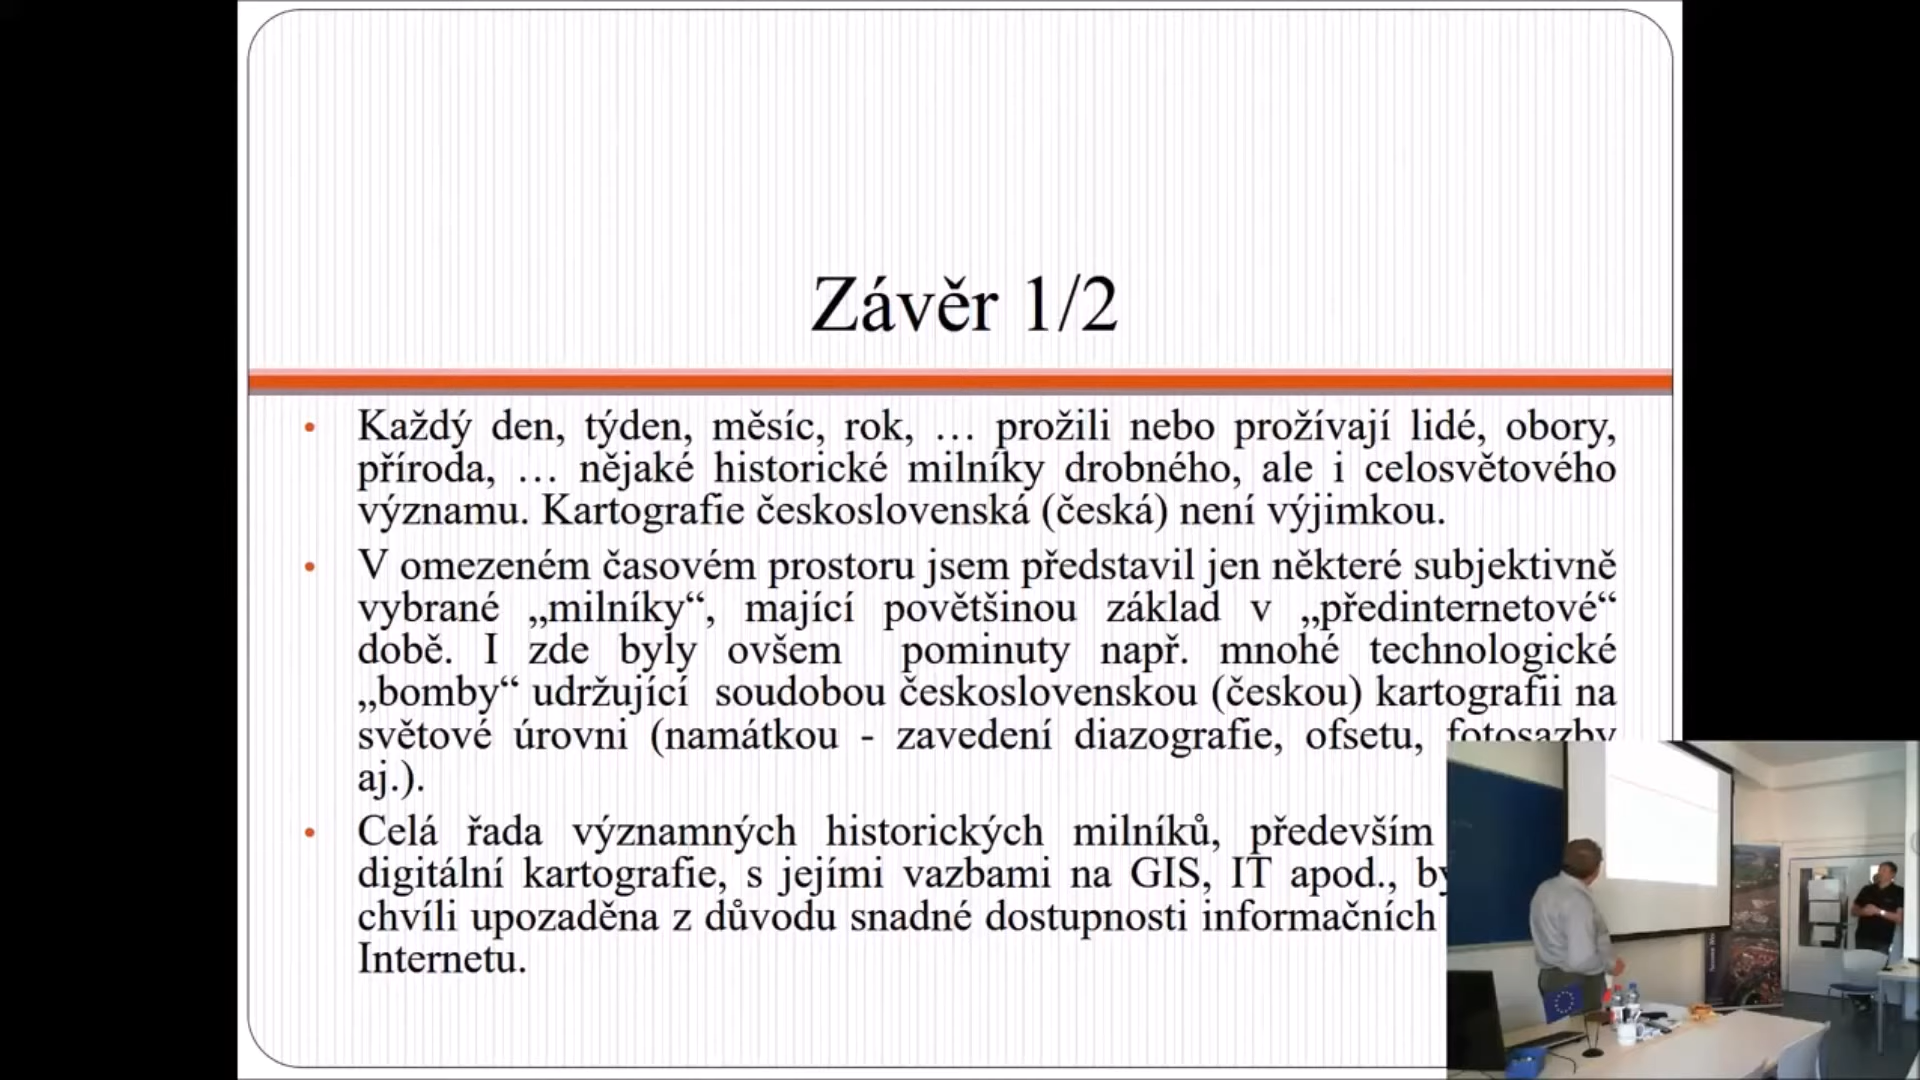 Závěr 1/2
• Každý den, týden, měsíc, rok, … prožili nebo prožívají lidé, obory,
příroda, … nějaké historické milníky drobného, ale i celosvětového
významu. Kartografie československá (česká) není výjimkou.
• V omezeném časovém prostoru jsem představil jen některé subjektivně
vybrané „milníky“, mající povětšinou základ v „předinternetové“
době. I zde byly ovšem pominuty např. mnohé technologické
„bomby“ udržující soudobou československou (českou) kartografii na
světové úrovni (namátkou - zavedení diazografie, ofsetu, fotosazby
aj.).
• Celá řada významných historických milníků, především
digitální kartografie, s jejími vazbami na GIS, IT apod.,
chvíli upozaděna z důvodu snadné dostupnosti informačních
Internetu.